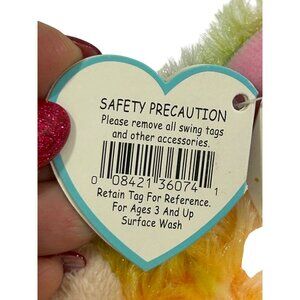 SAFETY PRECAUTION
Please remove all swing tags
and other accessories.
0 08421 36074 1
Retain Tag For Reference.
For Ages 3 And Up
Surface Wash